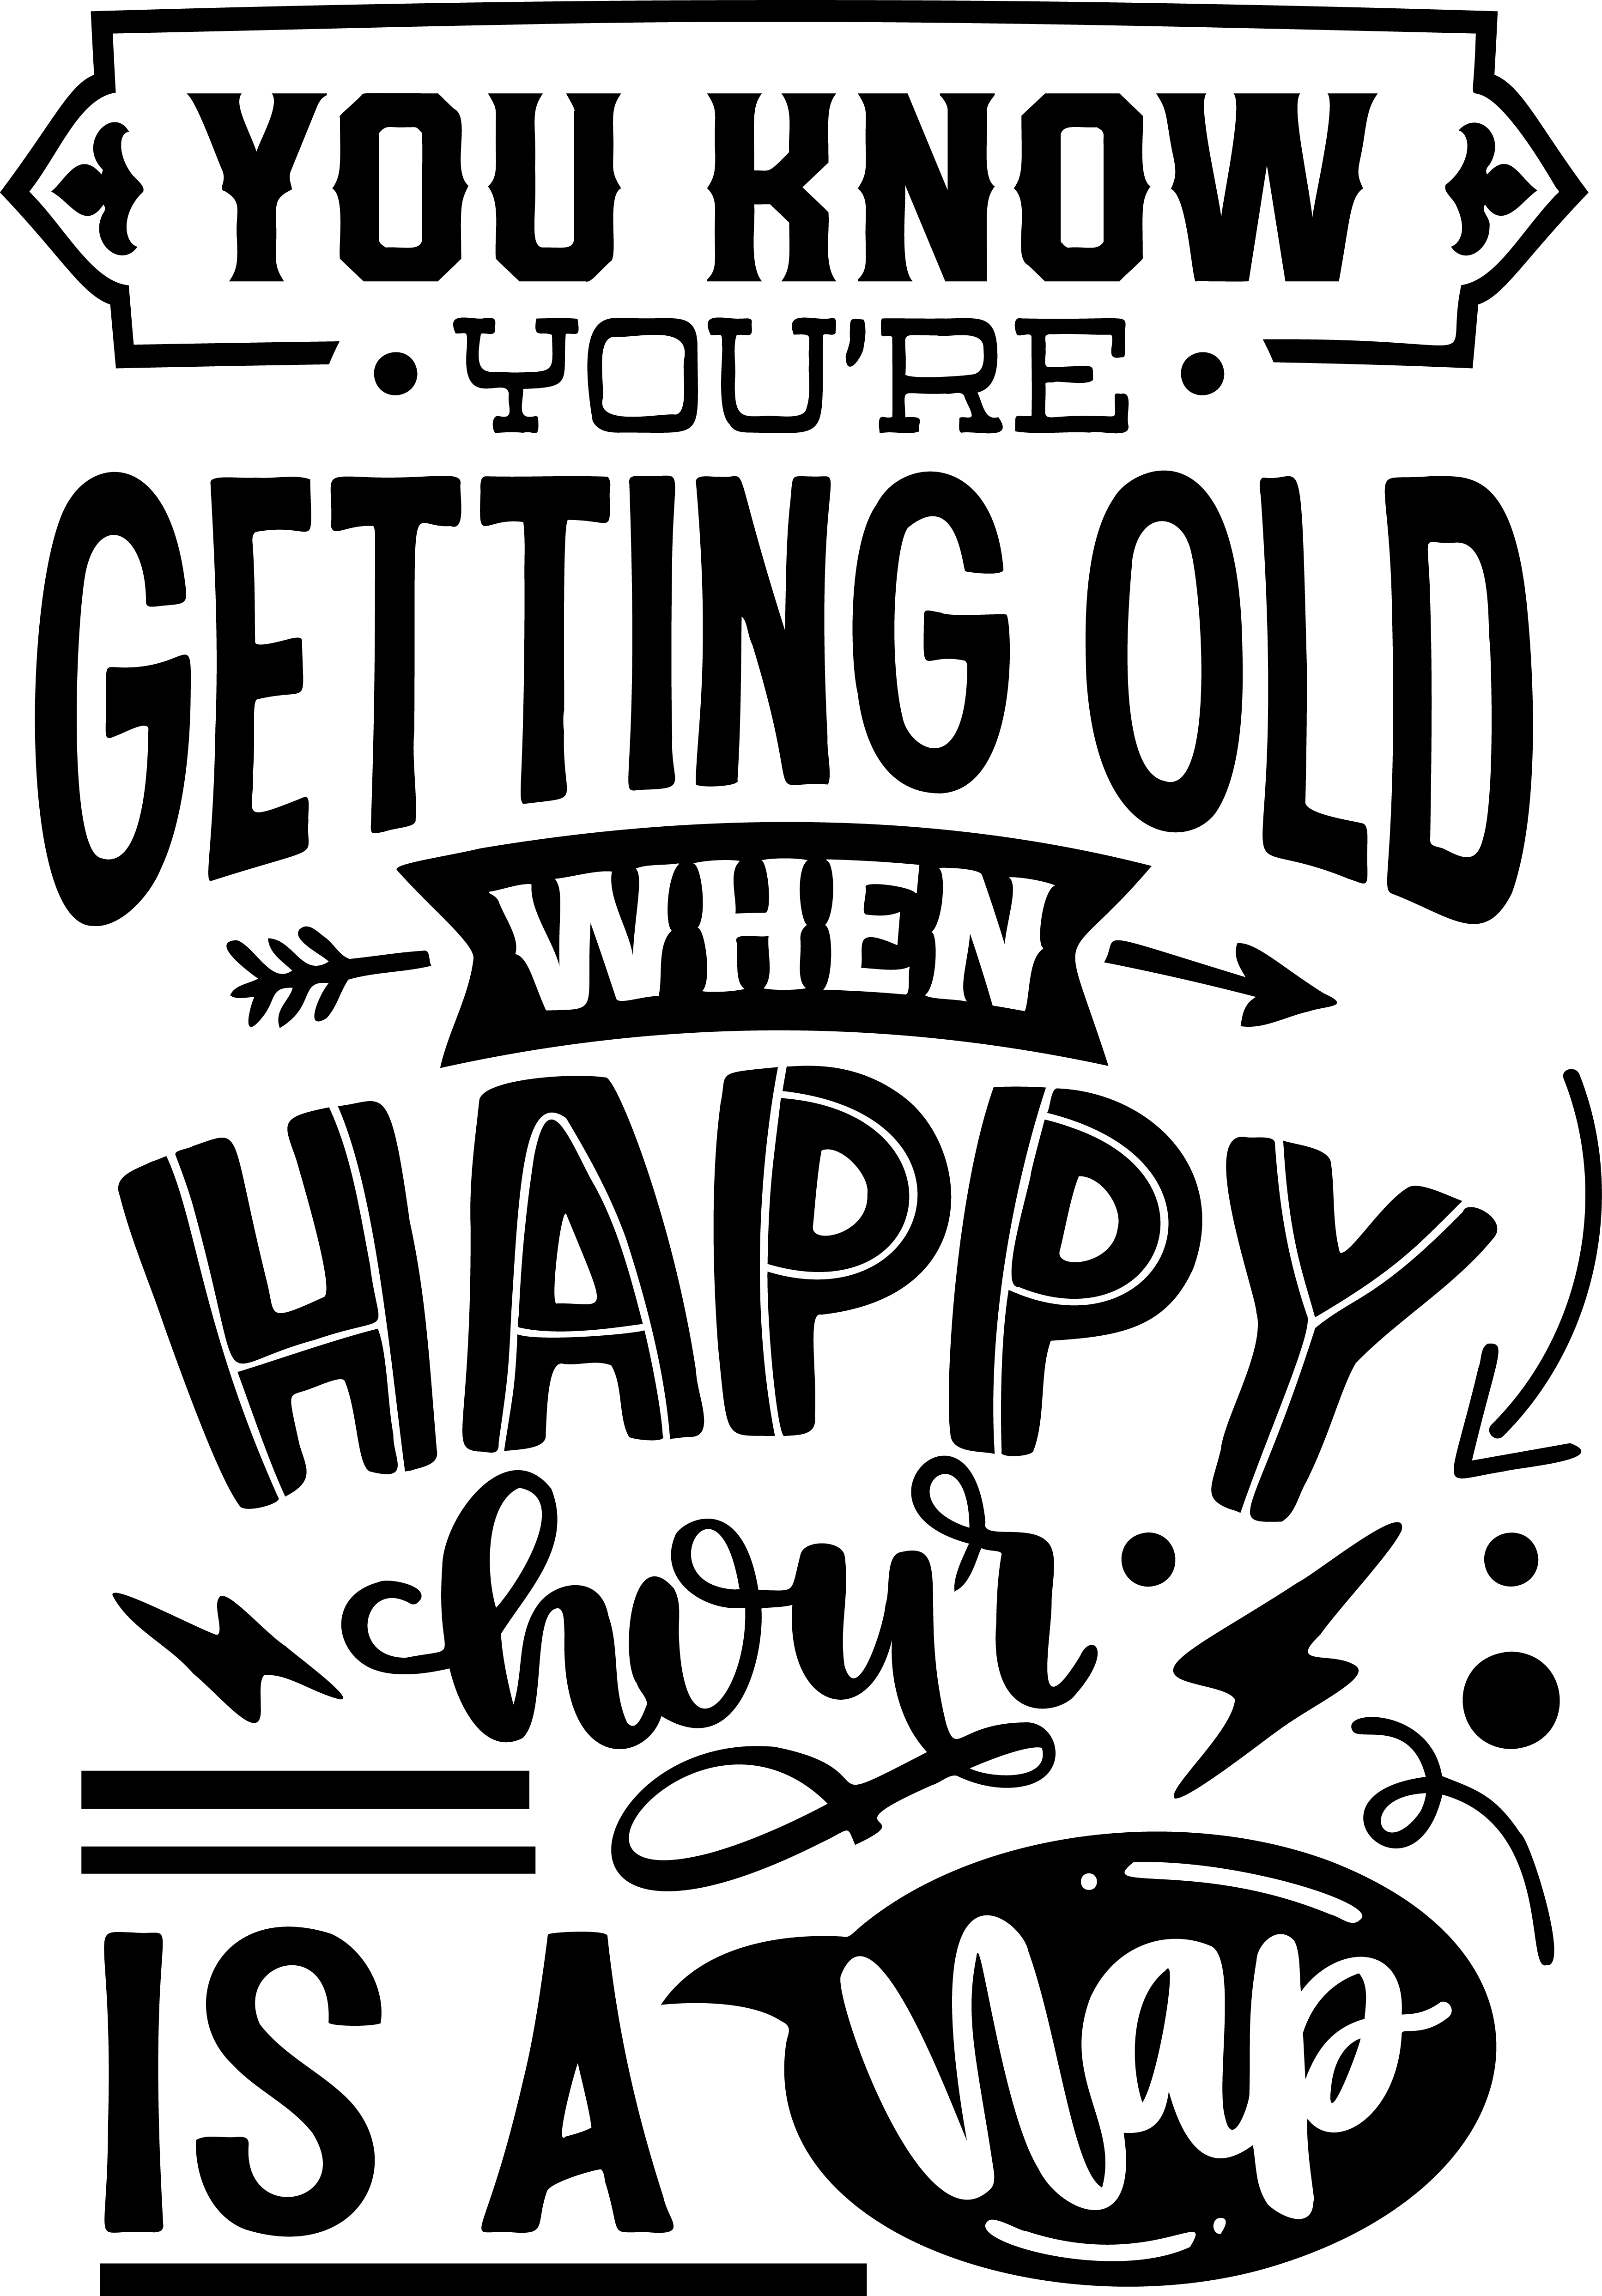 YOU KNOW
YOU'RE
GETTING OLD
WHEN
HAPPY
hour
IS A Nap